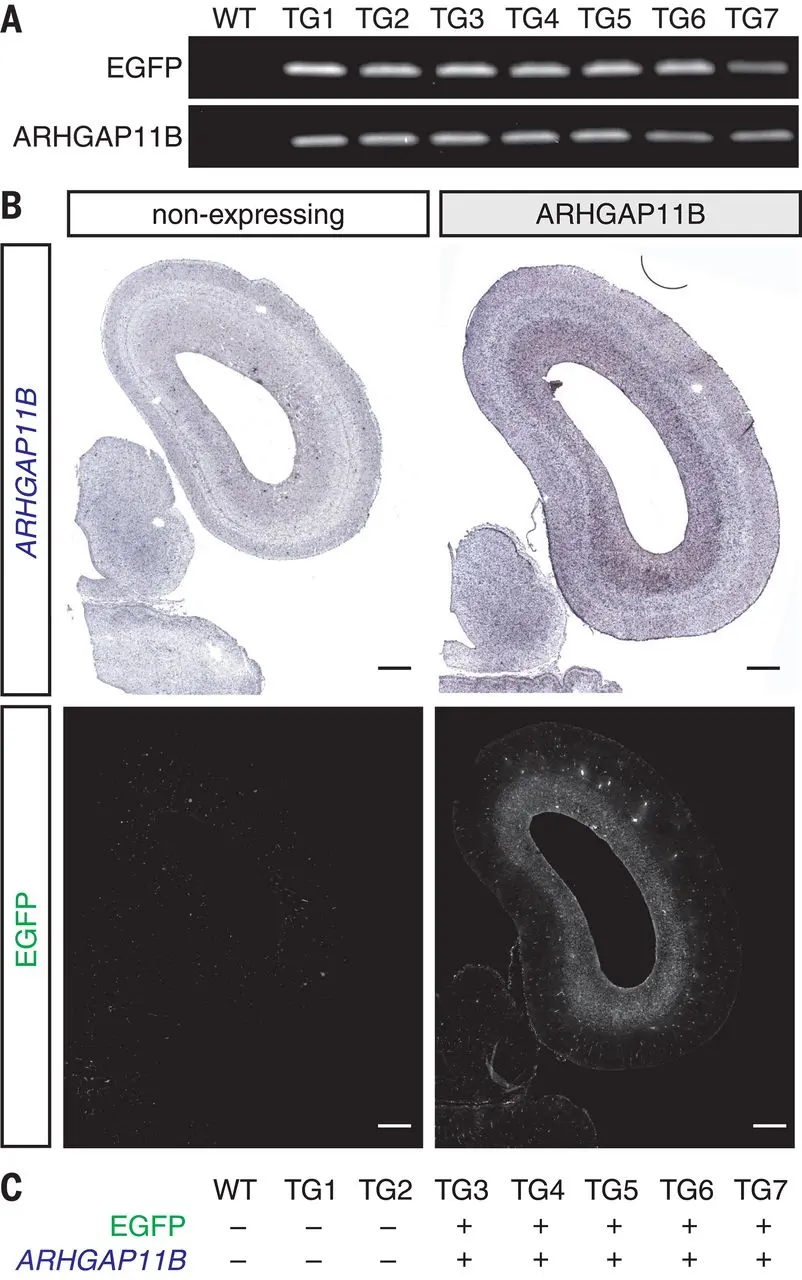 A
WT TG1 TG2 TG3 TG4 TG5 TG6 TG7
EGFP
ARHGAP11B
B
non-expressing
ARHGAP11B
ARHGAP11B
EGFP
C
WT TG1 TG2 TG3 TG4 TG5 TG6 TG7
EGFP – – – + + + + +
ARHGAP11B – – – + + + + +